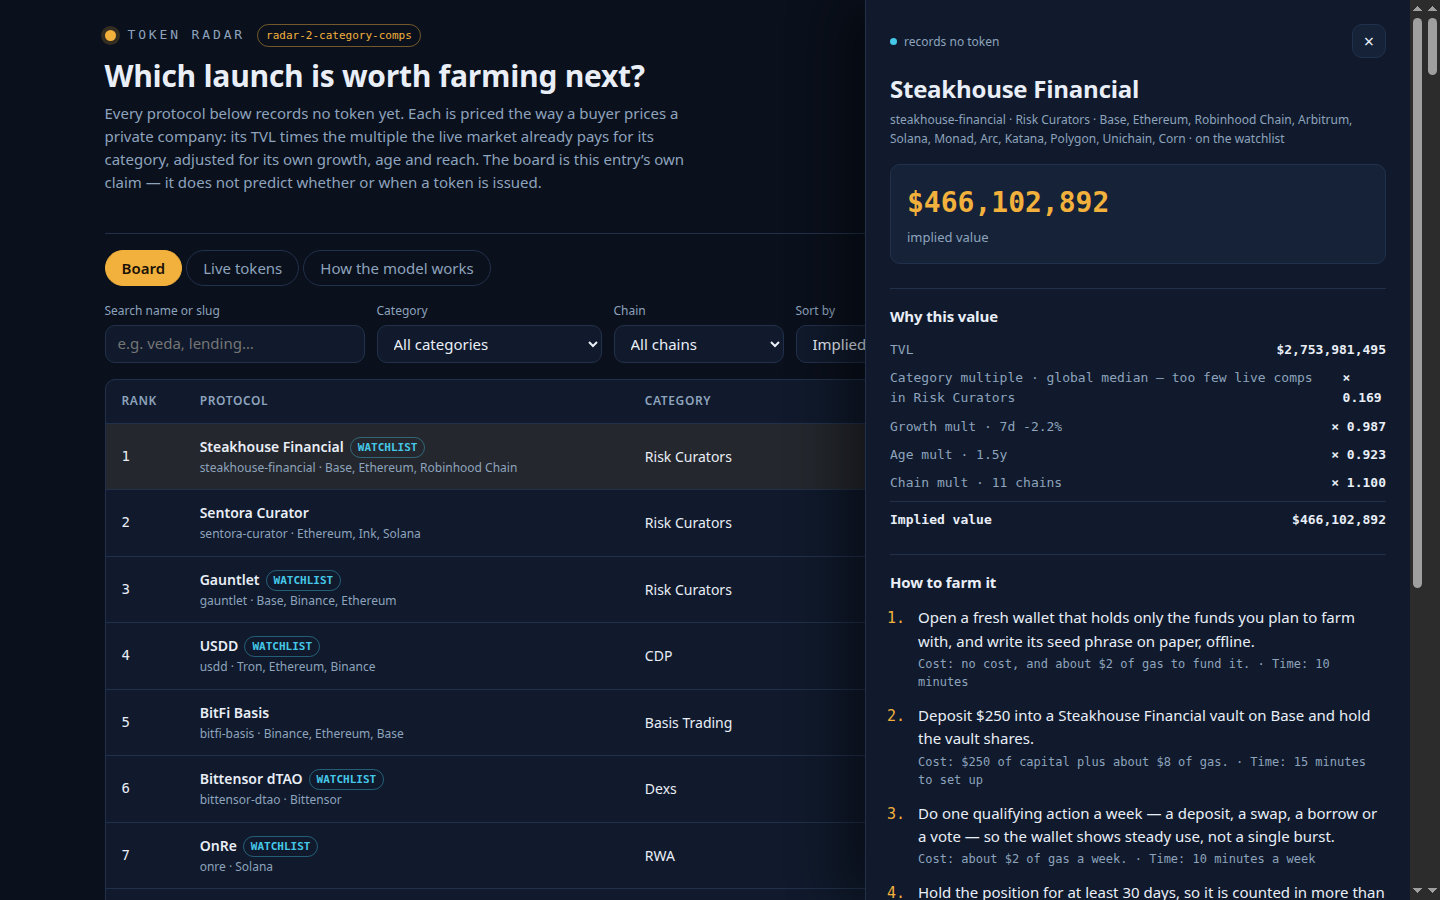 TOKEN RADAR radar-2-category-comps
Which launch is worth farming next?
Every protocol below records no token yet. Each is priced the way a buyer prices a
private company: its TVL times the multiple the live market already pays for its
category, adjusted for its own growth, age and reach. The board is this entry's own
claim — it does not predict whether or when a token is issued.
Board Live tokens How the model works
Search name or slug Category Chain Sort by
e.g. veda, lending... All categories All chains Implied
RANK PROTOCOL CATEGORY
1 Steakhouse Financial WATCHLIST Risk Curators
steakhouse-financial · Base, Ethereum, Robinhood Chain
2 Sentora Curator Risk Curators
sentora-curator · Ethereum, Ink, Solana
3 Gauntlet WATCHLIST Risk Curators
gauntlet · Base, Binance, Ethereum
4 USDD WATCHLIST CDP
usdd · Tron, Ethereum, Binance
5 BitFi Basis Basis Trading
bitfi-basis · Binance, Ethereum, Base
6 Bittensor dTAO WATCHLIST Dexs
bittensor-dtao · Bittensor
7 OnRe WATCHLIST RWA
onre · Solana
records no token ×
Steakhouse Financial
steakhouse-financial · Risk Curators · Base, Ethereum, Robinhood Chain, Arbitrum,
Solana, Monad, Arc, Katana, Polygon, Unichain, Corn · on the watchlist
$466,102,892
implied value
Why this value
TVL $2,753,981,495
Category multiple · global median — too few live comps ×
in Risk Curators 0.169
Growth mult · 7d -2.2% × 0.987
Age mult · 1.5y × 0.923
Chain mult · 11 chains × 1.100
Implied value $466,102,892
How to farm it
1. Open a fresh wallet that holds only the funds you plan to farm
with, and write its seed phrase on paper, offline.
Cost: no cost, and about $2 of gas to fund it. · Time: 10
minutes
2. Deposit $250 into a Steakhouse Financial vault on Base and hold
the vault shares.
Cost: $250 of capital plus about $8 of gas. · Time: 15 minutes
to set up
3. Do one qualifying action a week — a deposit, a swap, a borrow or
a vote — so the wallet shows steady use, not a single burst.
Cost: about $2 of gas a week. · Time: 10 minutes a week
4. Hold the position for at least 30 days, so it is counted in more than